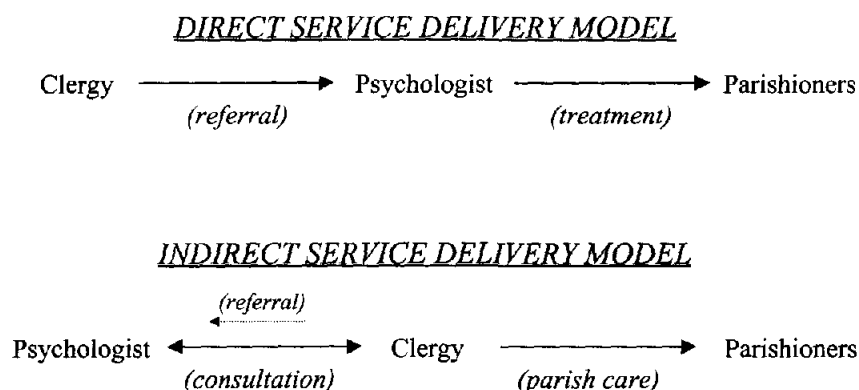 DIRECT SERVICE DELIVERY MODEL
Clergy Psychologist Parishioners
(referral) (treatment)
INDIRECT SERVICE DELIVERY MODEL
(referral)
Psychologist Clergy Parishioners
(consultation) (parish care)